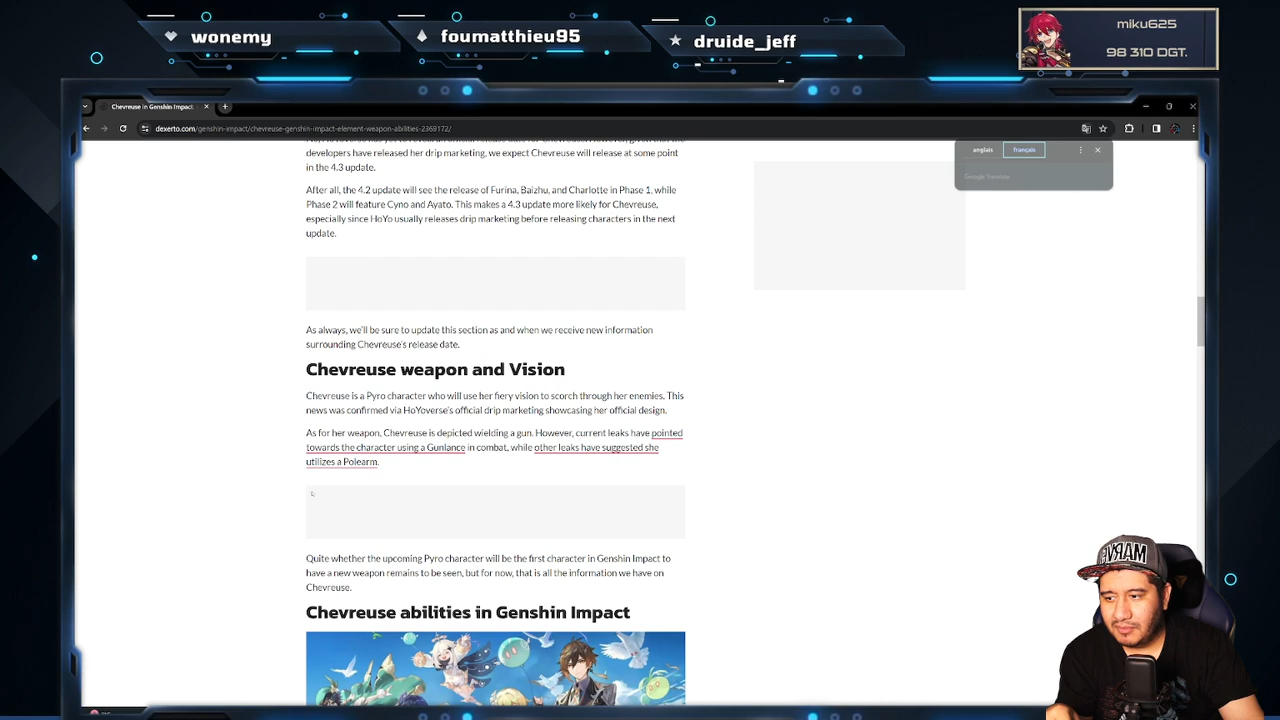 wonemy
foumatthieu95
druide_jeff
miku625
98 310 DGT.
Chevreuse in Genshin Impact
dexerto.com/genshin-impact/chevreuse-genshin-impact-element-weapon-abilities-2369172/
anglais
français
Google Translate
developers have released her drip marketing, we expect Chevreuse will release at some point
in the 4.3 update.
After all, the 4.2 update will see the release of Furina, Baizhu, and Charlotte in Phase 1, while
Phase 2 will feature Cyno and Ayato. This makes a 4.3 update more likely for Chevreuse,
especially since HoYo usually releases drip marketing before releasing characters in the next
update.
As always, we'll be sure to update this section as and when we receive new information
surrounding Chevreuse's release date.
Chevreuse weapon and Vision
Chevreuse is a Pyro character who will use her fiery vision to scorch through her enemies. This
news was confirmed via HoYoverse's official drip marketing showcasing her official design.
As for her weapon, Chevreuse is depicted wielding a gun. However, current leaks have pointed
towards the character using a Gunlance in combat, while other leaks have suggested she
utilizes a Polearm.
Quite whether the upcoming Pyro character will be the first character in Genshin Impact to
have a new weapon remains to be seen, but for now, that is all the information we have on
Chevreuse.
Chevreuse abilities in Genshin Impact